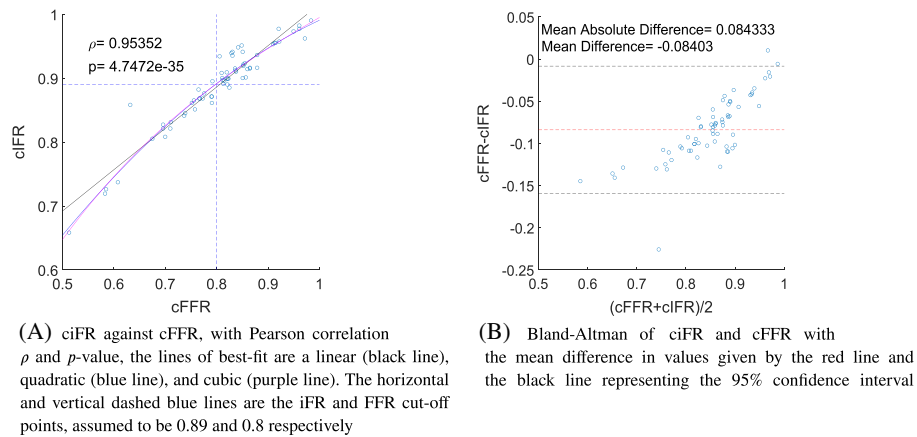 1
0.9
0.8
0.7
0.6
0.5 0.6 0.7 0.8 0.9 1
cIFR
cFFR
ρ= 0.95352
p= 4.7472e-35
(A) ciFR against cFFR, with Pearson correlation
ρ and p-value, the lines of best-fit are a linear (black line),
quadratic (blue line), and cubic (purple line). The horizontal
and vertical dashed blue lines are the iFR and FFR cut-off
points, assumed to be 0.89 and 0.8 respectively
0.05
0
-0.05
-0.1
-0.15
-0.2
-0.25
0.5 0.6 0.7 0.8 0.9 1
cFFR-cIFR
(cFFR+cIFR)/2
Mean Absolute Difference= 0.084333
Mean Difference= -0.08403
(B) Bland-Altman of ciFR and cFFR with
the mean difference in values given by the red line and
the black line representing the 95% confidence interval